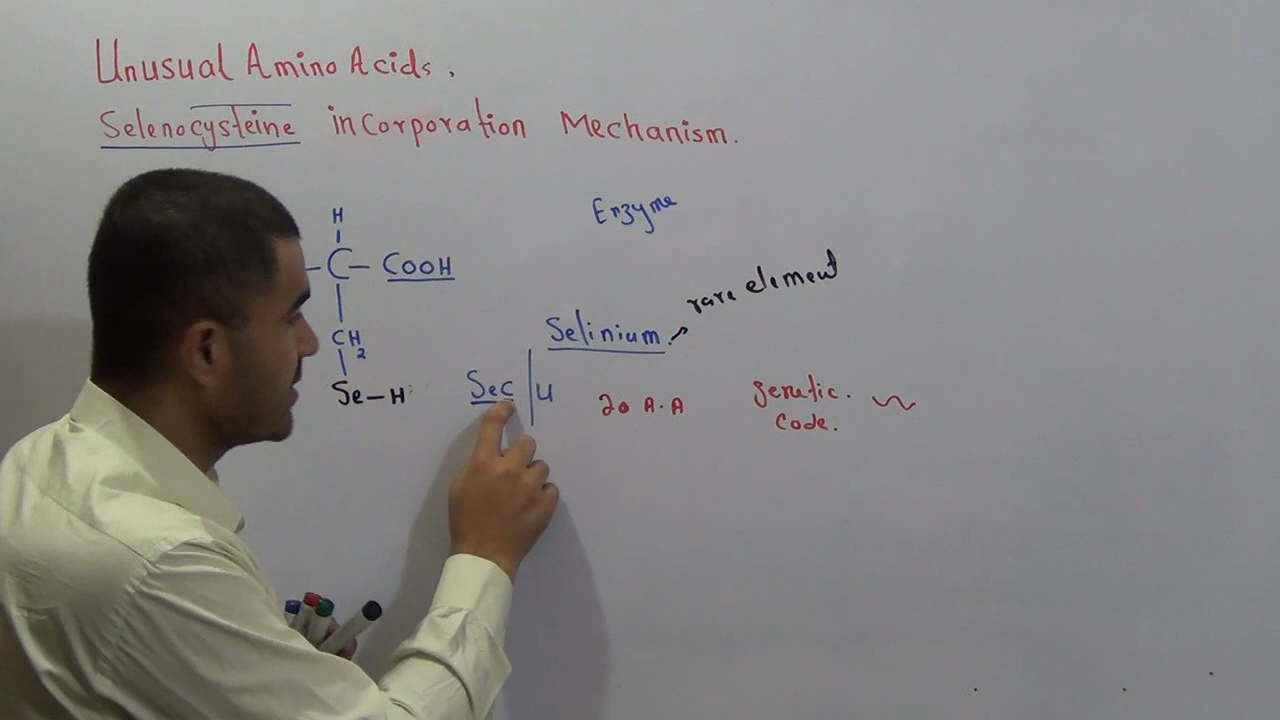 Unusual Amino Acids.
Selenocysteine incorporation Mechanism.
Enzyme
H
– C – COOH
rare element
Selinium.
CH2
Se–H
Sec | U
20 A.A
genetic.
code.